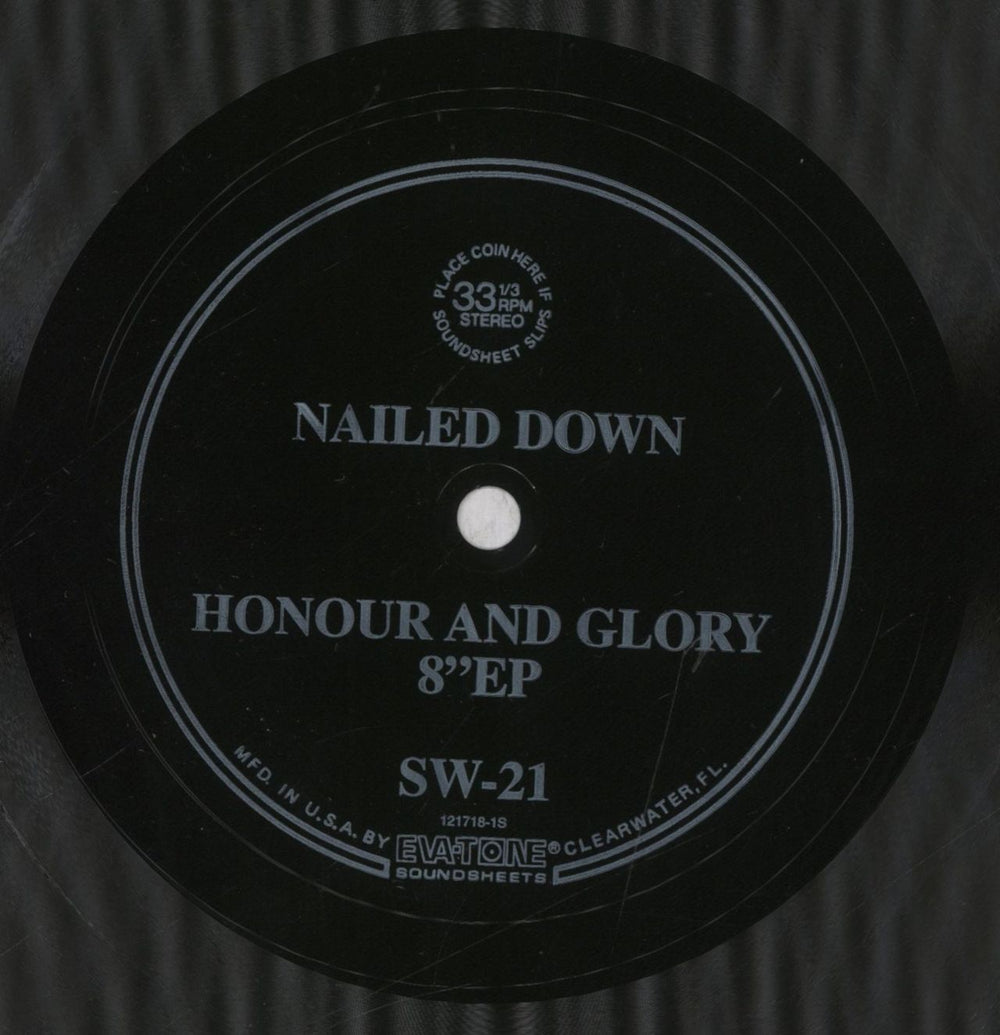 PLACE COIN HERE IF
SOUNDSHEET SLIPS
33 1/3
RPM
STEREO
NAILED DOWN
HONOUR AND GLORY
8”EP
SW-21
121718-1S
MFD. IN U.S.A. BY EVA-TONE® CLEARWATER, FL.
SOUNDSHEETS